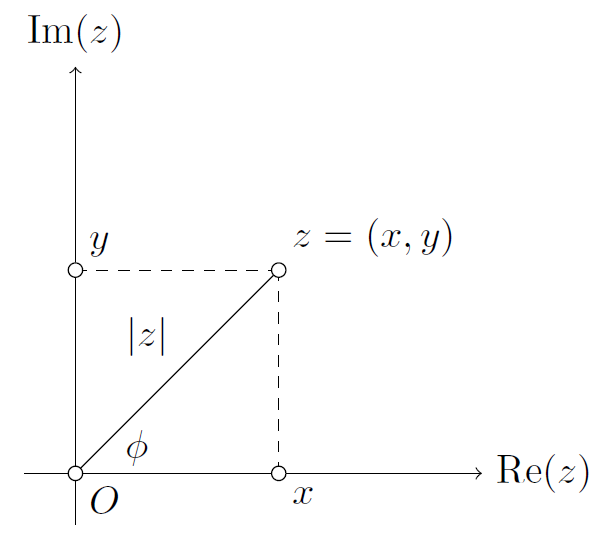 Im(z)
y
z = (x, y)
|z|
ϕ
Re(z)
O
x